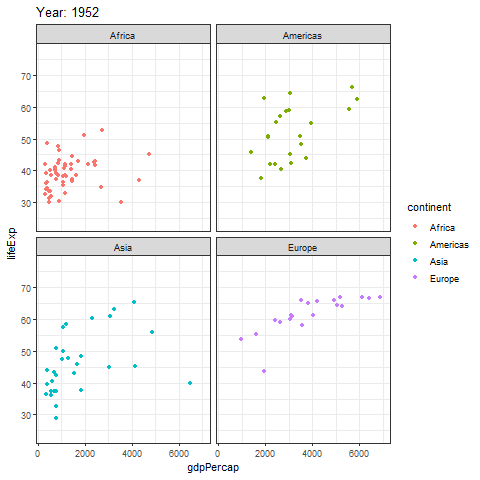 Year: 1952
Africa
Americas
70
60
50
40
30
lifeExp
continent
Africa
Americas
Asia
Europe
Asia
Europe
70
60
50
40
30
0 2000 4000 6000
0 2000 4000 6000
gdpPercap